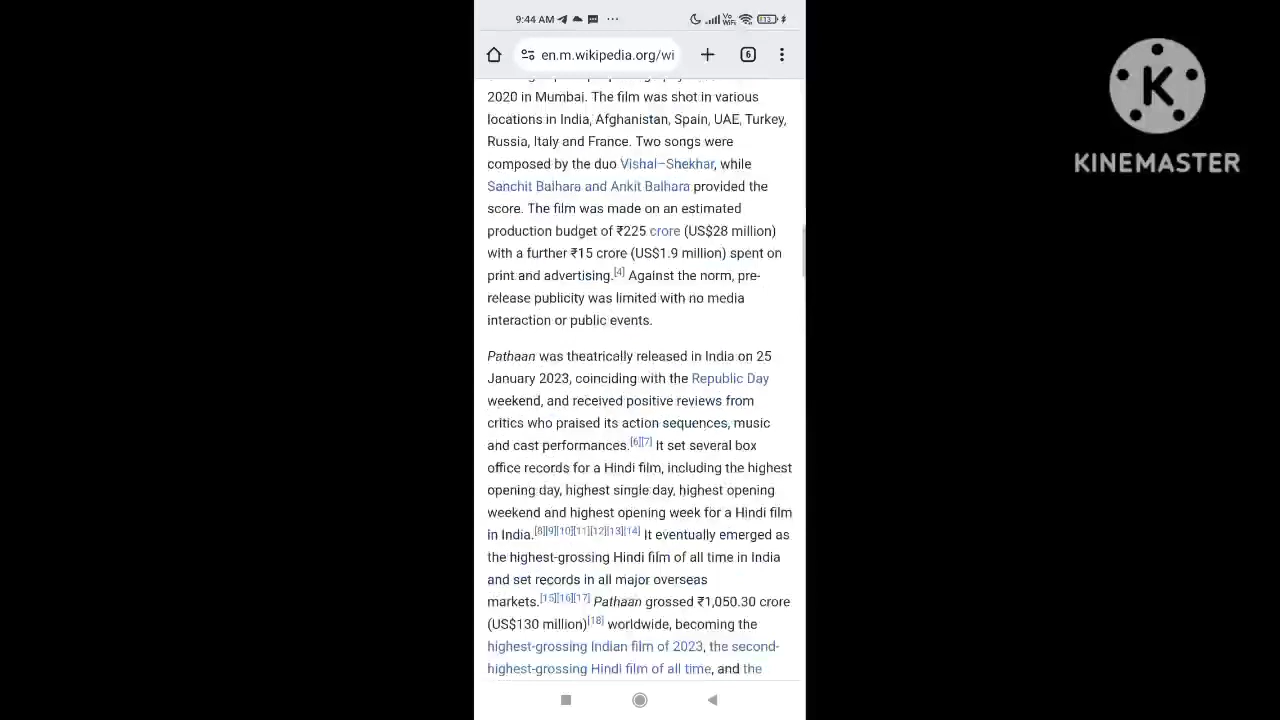 9:44 AM
Vo
WiFi
13
en.m.wikipedia.org/wi
6
2020 in Mumbai. The film was shot in various
locations in India, Afghanistan, Spain, UAE, Turkey,
Russia, Italy and France. Two songs were
composed by the duo Vishal–Shekhar, while
Sanchit Balhara and Ankit Balhara provided the
score. The film was made on an estimated
production budget of ₹225 crore (US$28 million)
with a further ₹15 crore (US$1.9 million) spent on
print and advertising.[4] Against the norm, pre-
release publicity was limited with no media
interaction or public events.
Pathaan was theatrically released in India on 25
January 2023, coinciding with the Republic Day
weekend, and received positive reviews from
critics who praised its action sequences, music
and cast performances.[6][7] It set several box
office records for a Hindi film, including the highest
opening day, highest single day, highest opening
weekend and highest opening week for a Hindi film
in India.[8][9][10][11][12][13][14] It eventually emerged as
the highest-grossing Hindi film of all time in India
and set records in all major overseas
markets.[15][16][17] Pathaan grossed ₹1,050.30 crore
(US$130 million)[18] worldwide, becoming the
highest-grossing Indian film of 2023, the second-
highest-grossing Hindi film of all time, and the
K
KINEMASTER